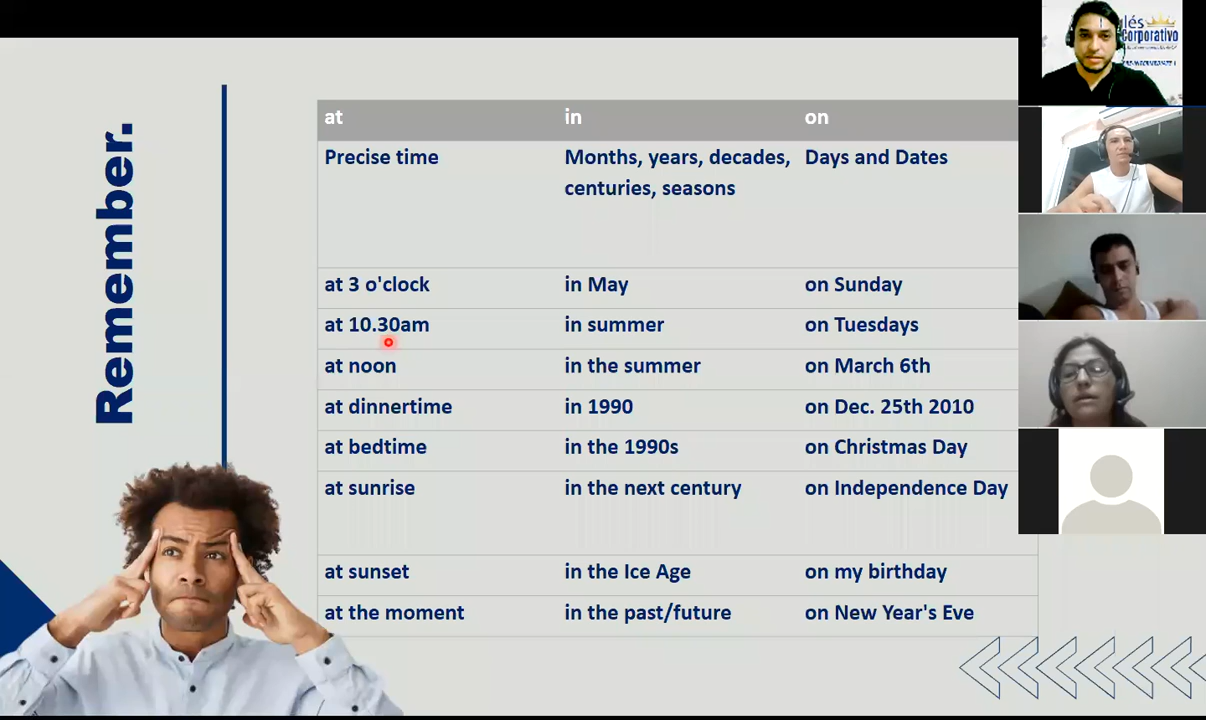 Remember.
at in on
Precise time Months, years, decades, Days and Dates
centuries, seasons
at 3 o'clock in May on Sunday
at 10.30am in summer on Tuesdays
at noon in the summer on March 6th
at dinnertime in 1990 on Dec. 25th 2010
at bedtime in the 1990s on Christmas Day
at sunrise in the next century on Independence Day
at sunset in the Ice Age on my birthday
at the moment in the past/future on New Year's Eve
lés
Corporativo